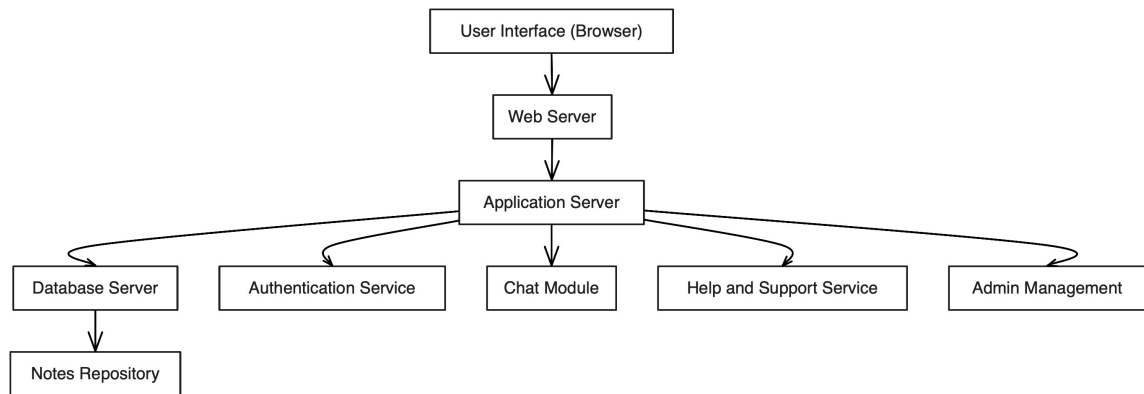 User Interface (Browser)
Web Server
Application Server
Database Server
Authentication Service
Chat Module
Help and Support Service
Admin Management
Notes Repository